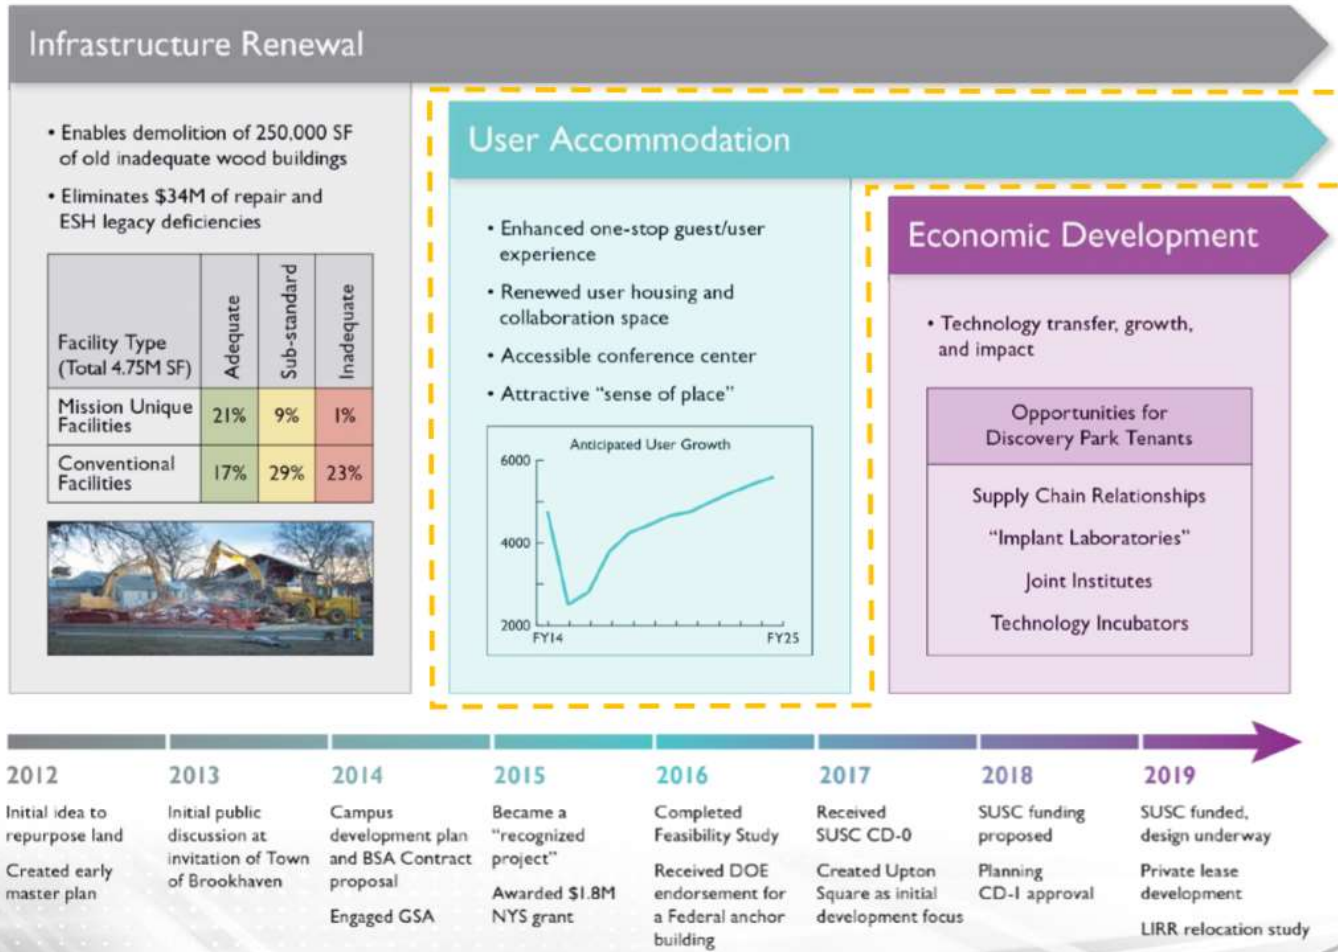 Infrastructure Renewal
• Enables demolition of 250,000 SF
of old inadequate wood buildings
• Eliminates $34M of repair and
ESH legacy deficiencies
Facility Type
(Total 4.75M SF)
Adequate
Sub-standard
Inadequate
Mission Unique
Facilities
21%
9%
1%
Conventional
Facilities
17%
29%
23%
User Accommodation
• Enhanced one-stop guest/user
experience
• Renewed user housing and
collaboration space
• Accessible conference center
• Attractive “sense of place”
Anticipated User Growth
6000
4000
2000
FY14
FY25
Economic Development
• Technology transfer, growth,
and impact
Opportunities for
Discovery Park Tenants
Supply Chain Relationships
“Implant Laboratories”
Joint Institutes
Technology Incubators
2012
Initial idea to
repurpose land
Created early
master plan
2013
Initial public
discussion at
invitation of Town
of Brookhaven
2014
Campus
development plan
and BSA Contract
proposal
Engaged GSA
2015
Became a
“recognized
project”
Awarded $1.8M
NYS grant
2016
Completed
Feasibility Study
Received DOE
endorsement for
a Federal anchor
building
2017
Received
SUSC CD-0
Created Upton
Square as initial
development focus
2018
SUSC funding
proposed
Planning
CD-1 approval
2019
SUSC funded,
design underway
Private lease
development
LIRR relocation study